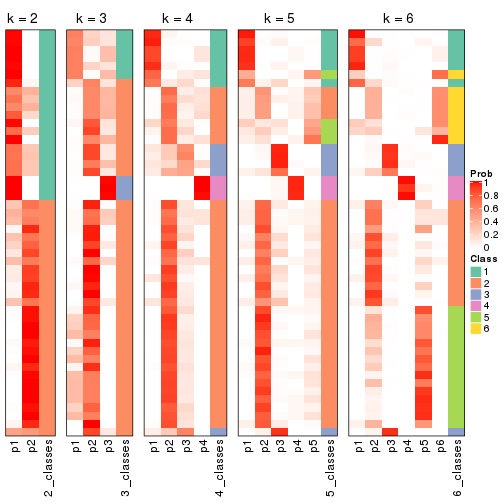 k = 2
k = 3
k = 4
k = 5
k = 6
Prob
1
0.8
0.6
0.4
0.2
0
Class
1
2
3
4
5
6
p1
p2
2_classes
p1
p2
p3
3_classes
p1
p2
p3
p4
4_classes
p1
p2
p3
p4
p5
5_classes
p1
p2
p3
p4
p5
p6
6_classes